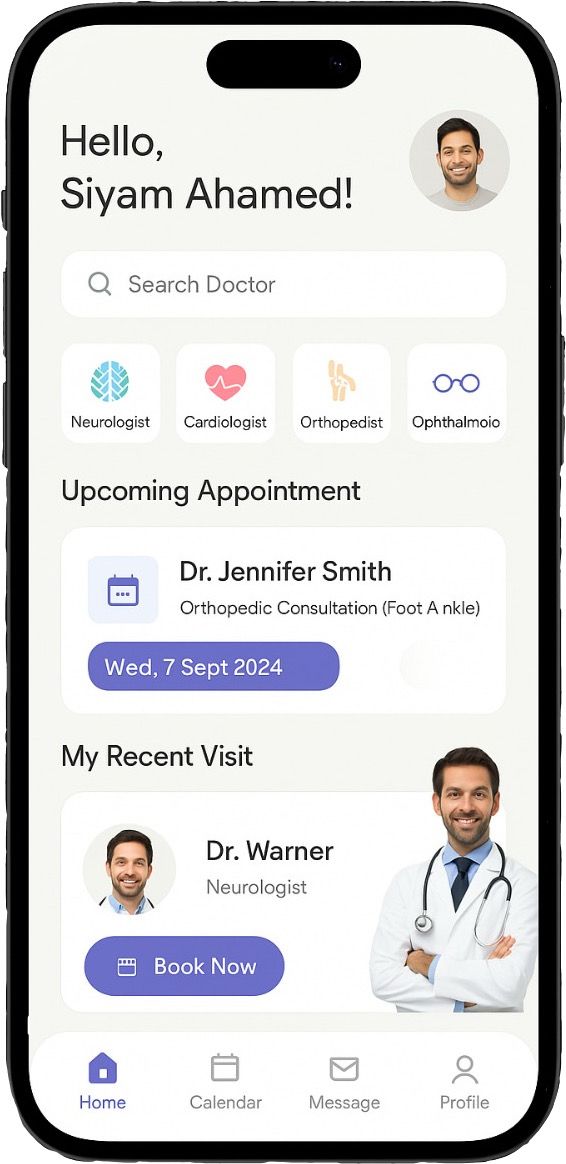 Hello,
Siyam Ahamed!
Search Doctor
Neurologist
Cardiologist
Orthopedist
Ophthalmoio
Upcoming Appointment
Dr. Jennifer Smith
Orthopedic Consultation (Foot A nkle)
Wed, 7 Sept 2024
My Recent Visit
Dr. Warner
Neurologist
Book Now
Home
Calendar
Message
Profile